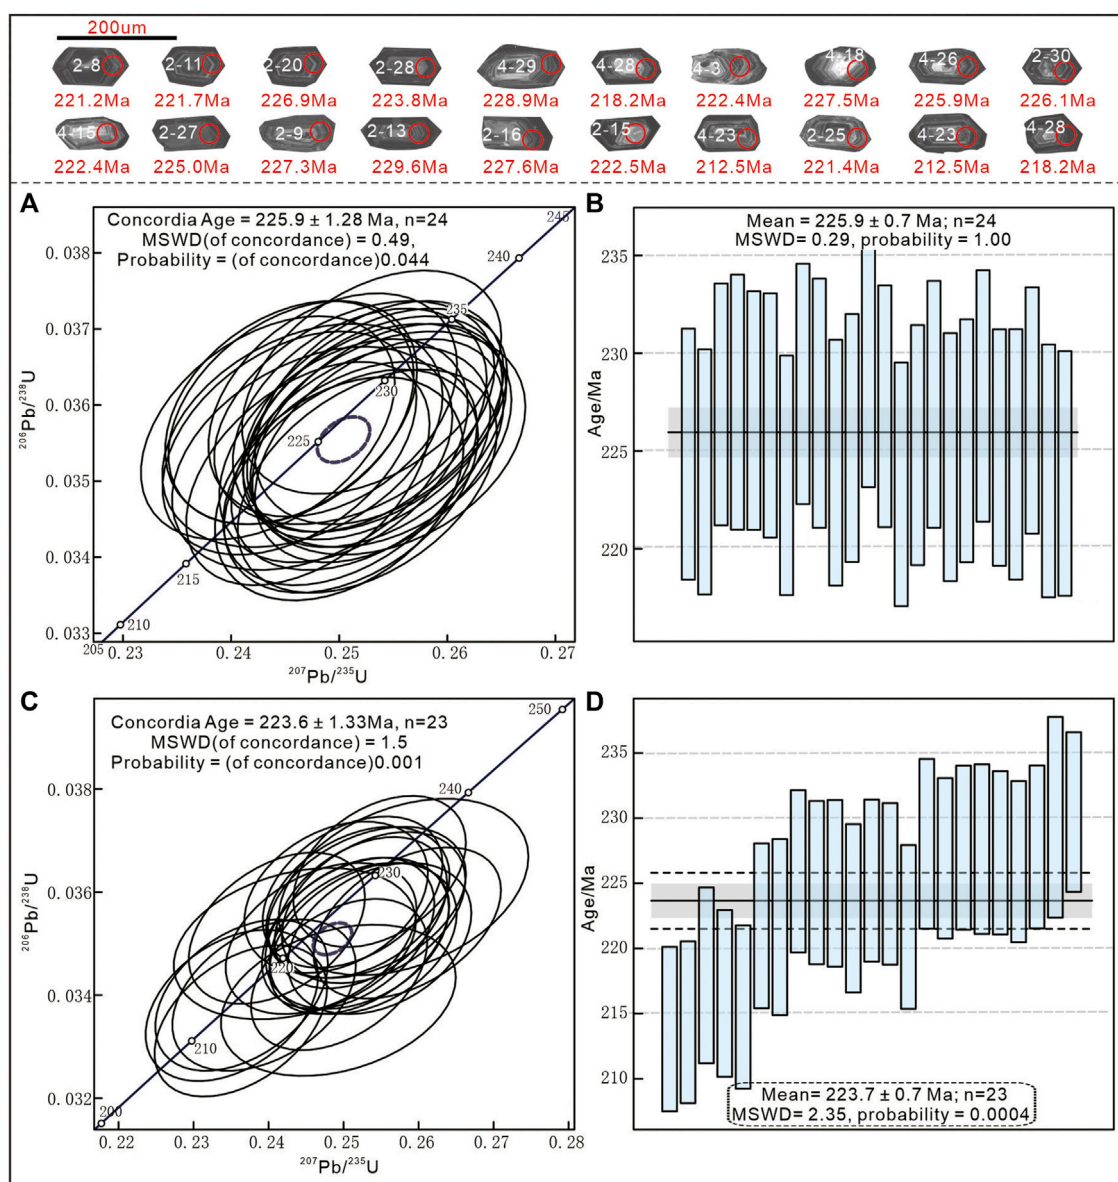 200um
2-8 2-11 2-20 2-28 4-29 4-28 4-3 4-18 4-26 2-30
221.2Ma 221.7Ma 226.9Ma 223.8Ma 228.9Ma 218.2Ma 222.4Ma 227.5Ma 225.9Ma 226.1Ma
4-15 2-27 2-9 2-13 2-16 2-15 4-23 2-25 4-23 4-28
222.4Ma 225.0Ma 227.3Ma 229.6Ma 227.6Ma 222.5Ma 212.5Ma 221.4Ma 212.5Ma 218.2Ma
A
Concordia Age = 225.9 ± 1.28 Ma, n=24
MSWD(of concordance) = 0.49,
Probability = (of concordance)0.044
245
240
235
230
225
215
210
205
0.038
0.037
0.036
0.035
0.034
0.033
²⁰⁶Pb/²³⁸U
0.23 0.24 0.25 0.26 0.27
²⁰⁷Pb/²³⁵U
B
Mean = 225.9 ± 0.7 Ma; n=24
MSWD= 0.29, probability = 1.00
235
230
225
220
Age/Ma
C
Concordia Age = 223.6 ± 1.33Ma, n=23
MSWD(of concordance) = 1.5
Probability = (of concordance)0.001
250
240
230
220
210
200
0.038
0.036
0.034
0.032
²⁰⁶Pb/²³⁸U
0.22 0.23 0.24 0.25 0.26 0.27 0.28
²⁰⁷Pb/²³⁵U
D
235
230
225
220
215
210
Age/Ma
Mean= 223.7 ± 0.7 Ma; n=23
MSWD= 2.35, probability = 0.0004